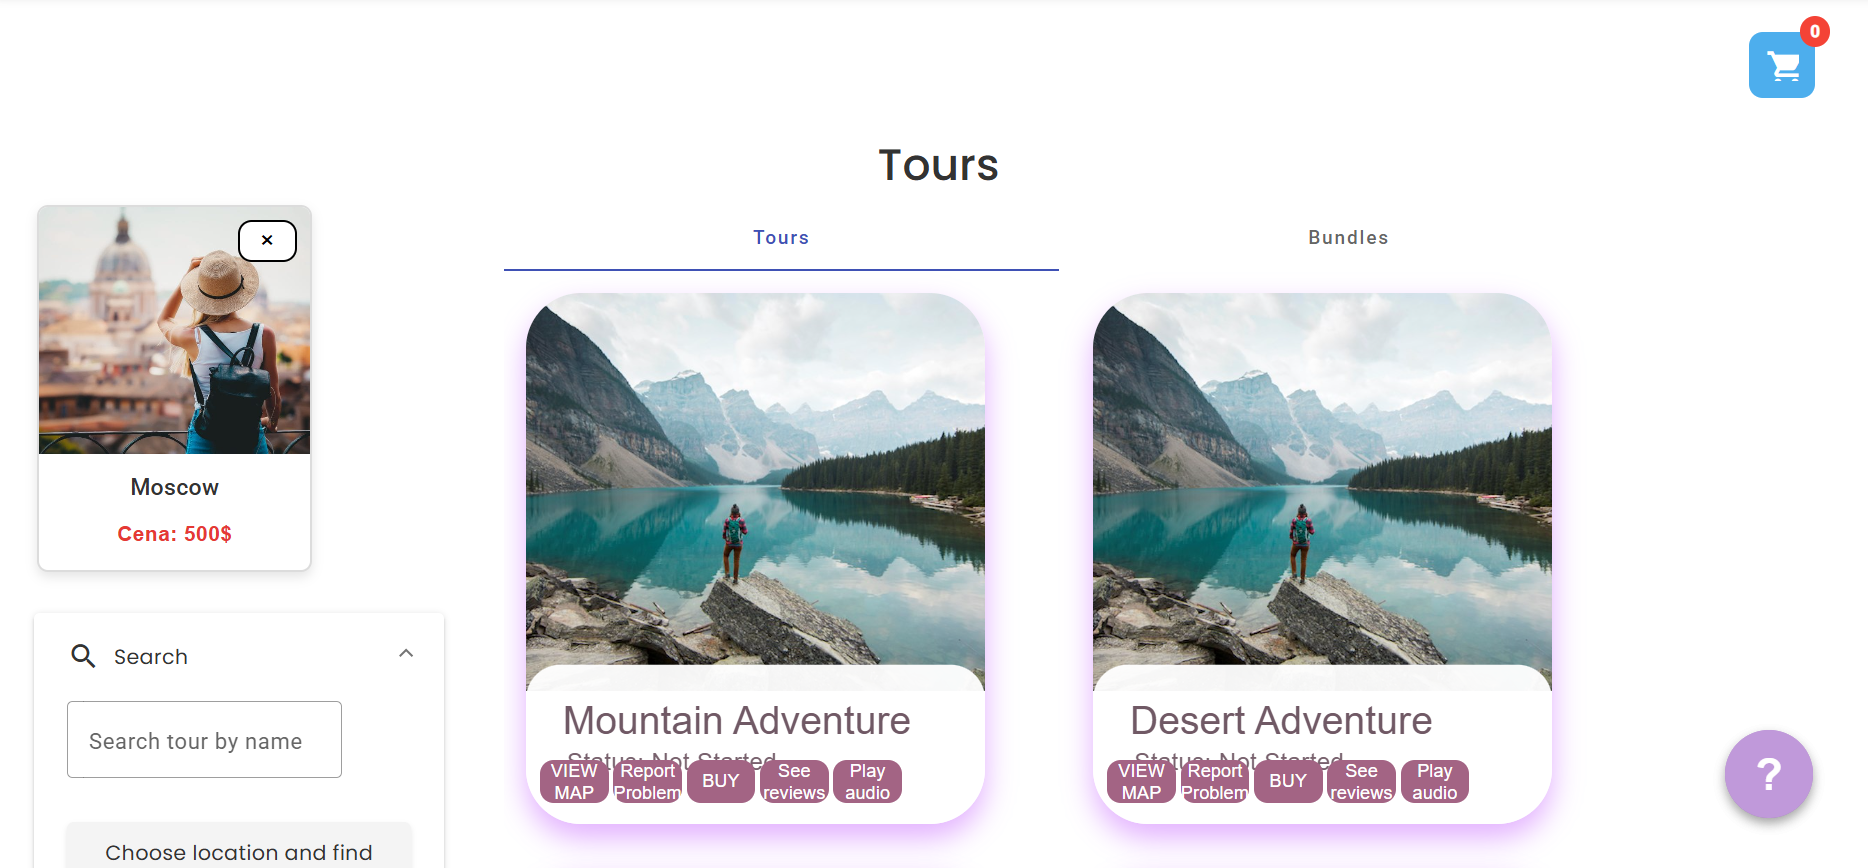 0
Tours
Tours
Bundles
×
Moscow
Cena: 500$
Search
Search tour by name
Choose location and find
Mountain Adventure
Status: Not Started
VIEW MAP
Report Problem
BUY
See reviews
Play audio
Desert Adventure
Status: Not Started
VIEW MAP
Report Problem
BUY
See reviews
Play audio
?